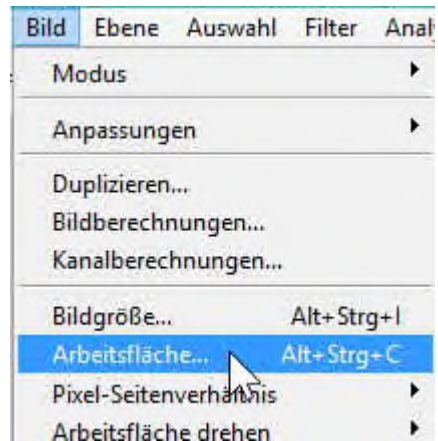 Bild Ebene Auswahl Filter
Modus
Anpassungen
Duplizieren...
Bildberechnungen...
Kanalberechnungen...
Bildgröße... Alt+Strg+I
Arbeitsfläche... Alt+Strg+C
Pixel-Seitenverhältnis
Arbeitsfläche drehen